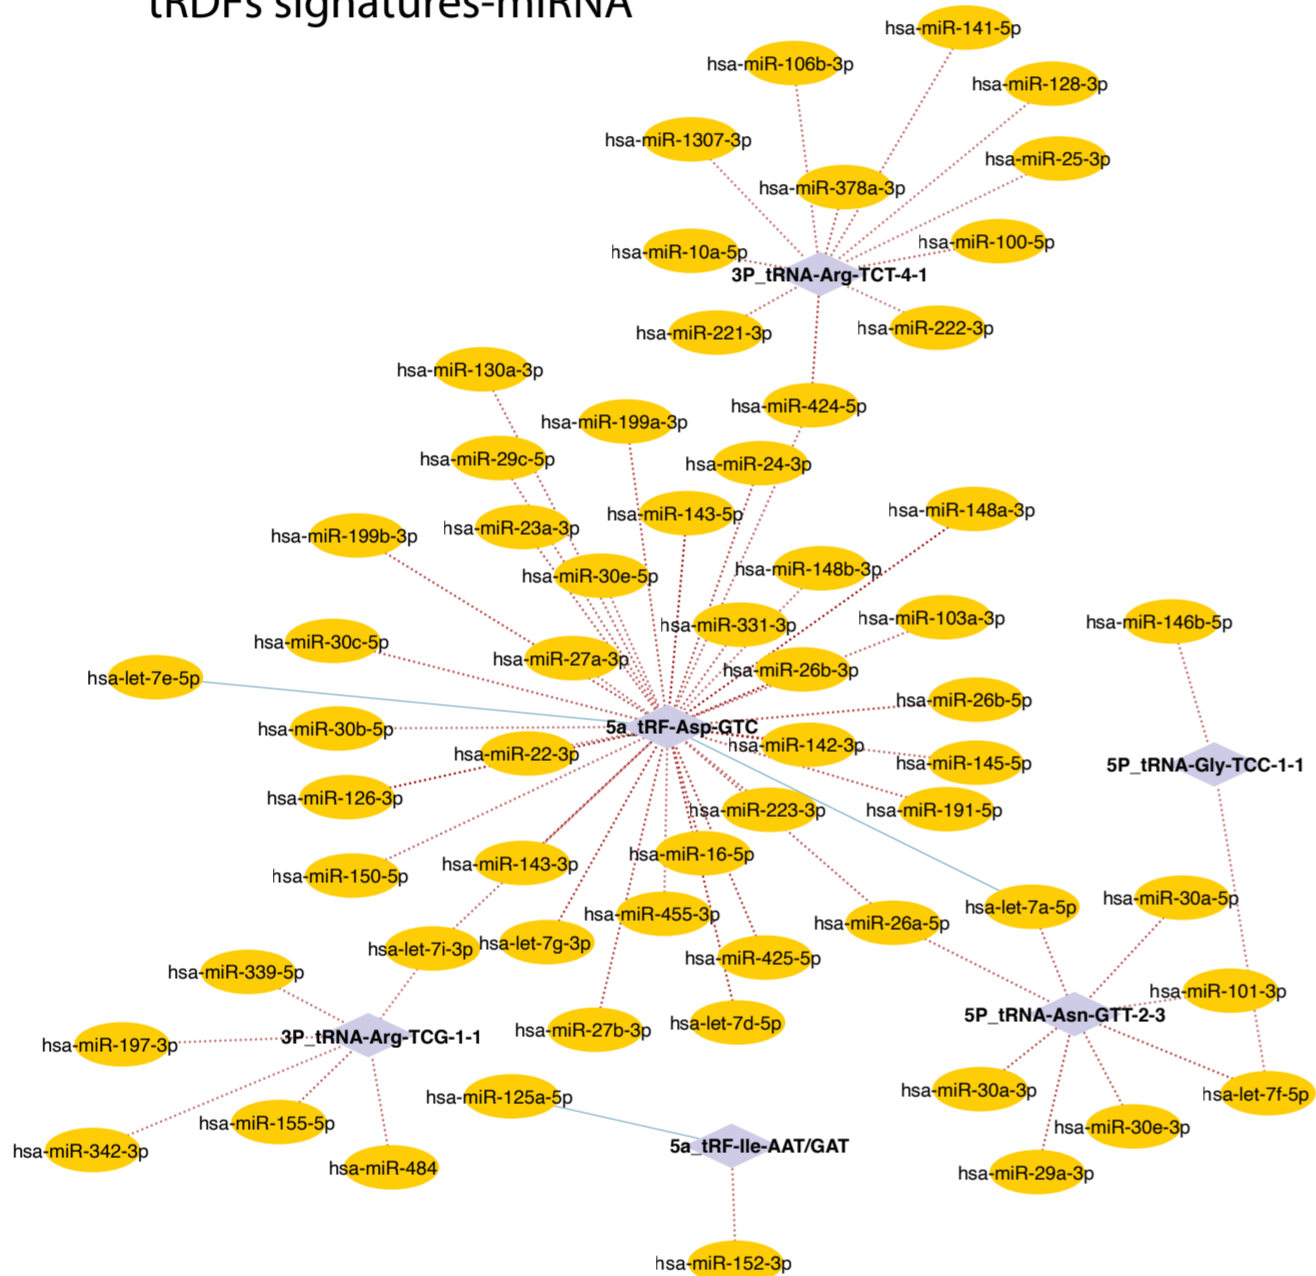 tRDFs signatures-miRNA
hsa-miR-141-5p
hsa-miR-106b-3p
hsa-miR-128-3p
hsa-miR-1307-3p
hsa-miR-25-3p
hsa-miR-378a-3p
hsa-miR-100-5p
hsa-miR-10a-5p
3P_tRNA-Arg-TCT-4-1
hsa-miR-222-3p
hsa-miR-221-3p
hsa-miR-130a-3p
hsa-miR-424-5p
hsa-miR-199a-3p
hsa-miR-29c-5p
hsa-miR-24-3p
hsa-miR-148a-3p
hsa-miR-143-5p
hsa-miR-23a-3p
hsa-miR-199b-3p
hsa-miR-148b-3p
hsa-miR-30e-5p
hsa-miR-103a-3p
hsa-miR-146b-5p
hsa-miR-331-3p
hsa-miR-30c-5p
hsa-miR-27a-3p
hsa-miR-26b-3p
hsa-let-7e-5p
hsa-miR-26b-5p
5a_tRF-Asp-GTC
hsa-miR-30b-5p
hsa-miR-142-3p
hsa-miR-22-3p
hsa-miR-145-5p
5P_tRNA-Gly-TCC-1-1
hsa-miR-126-3p
hsa-miR-223-3p
hsa-miR-191-5p
hsa-miR-16-5p
hsa-miR-143-3p
hsa-miR-150-5p
hsa-miR-30a-5p
hsa-let-7a-5p
hsa-miR-455-3p
hsa-miR-26a-5p
hsa-let-7g-3p
hsa-let-7i-3p
hsa-miR-425-5p
hsa-miR-339-5p
hsa-miR-101-3p
5P_tRNA-Asn-GTT-2-3
hsa-let-7d-5p
hsa-miR-27b-3p
3P_tRNA-Arg-TCG-1-1
hsa-miR-197-3p
hsa-miR-30a-3p
hsa-let-7f-5p
hsa-miR-125a-5p
hsa-miR-155-5p
hsa-miR-30e-3p
5a_tRF-Ile-AAT/GAT
hsa-miR-342-3p
hsa-miR-484
hsa-miR-29a-3p
hsa-miR-152-3p